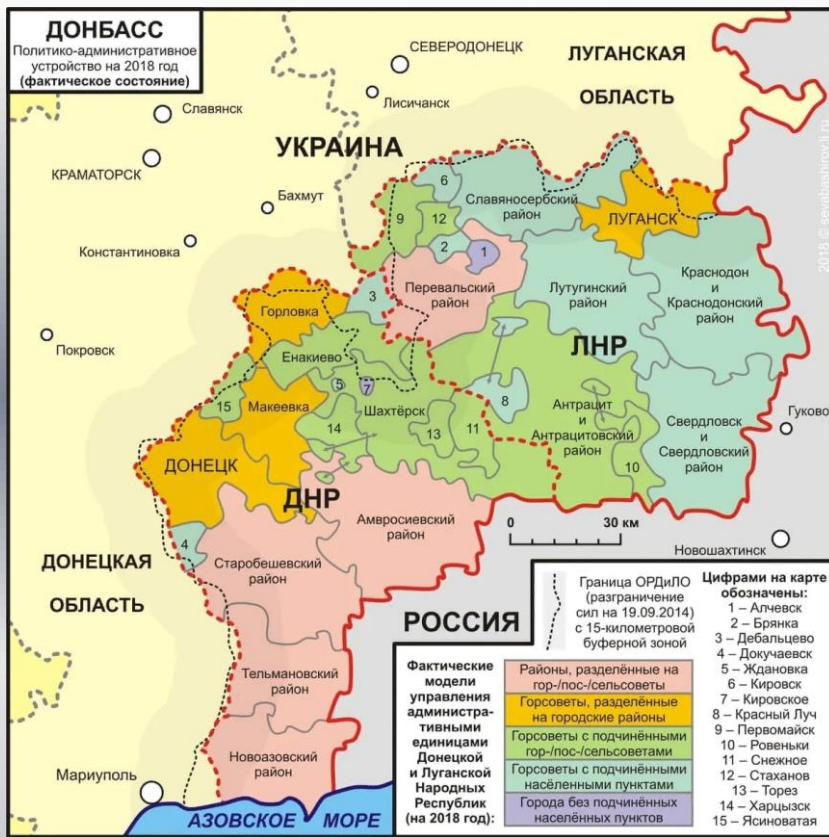 ДОНБАСС
Политико-административное
устройство на 2018 год
(фактическое состояние)
СЕВЕРОДОНЕЦК
ЛУГАНСКАЯ
ОБЛАСТЬ
Лисичанск
Славянск
УКРАИНА
КРАМАТОРСК
Бахмут
Константиновка
Покровск
2018 © sevabashirov.lj.ru
6
Славяносербский
район
ЛУГАНСК
9
12
2
1
3
Перевальский
район
Лутугинский
район
Краснодон
и
Краснодонский
район
Горловка
Енакиево
ЛНР
5
7
8
15
Макеевка
Шахтёрск
14
13
11
Антрацит
и
Антрацитовский
район
10
Свердловск
и
Свердловский
район
Гуково
ДОНЕЦК
ДНР
Амвросиевский
район
0 30 км
Новошахтинск
4
Старобешевский
район
ДОНЕЦКАЯ
ОБЛАСТЬ
РОССИЯ
Тельмановский
район
Новоазовский
район
Мариуполь
АЗОВСКОЕ МОРЕ
Граница ОРДиЛО
(разграничение
сил на 19.09.2014)
с 15-километровой
буферной зоной
Фактические
модели
управления
административ-
ными
единицами
Донецкой
и Луганской
Народных
Республик
(на 2018 год):
Районы, разделённые на
гор-/пос-/сельсоветы
Горсоветы, разделённые
на городские районы
Горсоветы с подчинёнными
гор-/пос-/сельсоветами
Горсоветы с подчинёнными
населёнными пунктами
Города без подчинённых
населённых пунктов
Цифрами на карте
обозначены:
1 – Алчевск
2 – Брянка
3 – Дебальцево
4 – Докучаевск
5 – Ждановка
6 – Кировск
7 – Кировское
8 – Красный Луч
9 – Первомайск
10 – Ровеньки
11 – Снежное
12 – Стаханов
13 – Торез
14 – Харцызск
15 – Ясиноватая